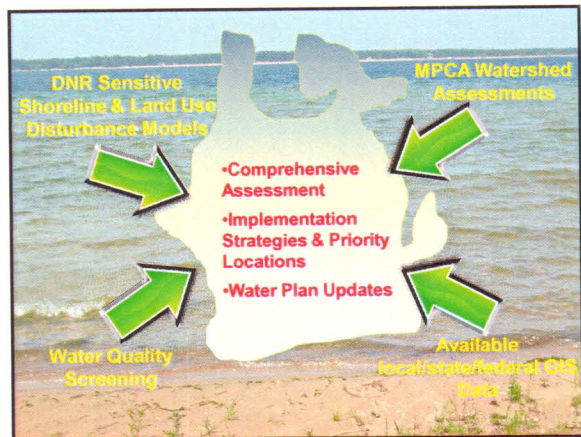 DNR Sensitive
Shoreline & Land Use
Disturbance Models
MPCA Watershed
Assessments
•Comprehensive
Assessment
•Implementation
Strategies & Priority
Locations
•Water Plan Updates
Water Quality
Screening
Available
local/state/federal GIS
Data